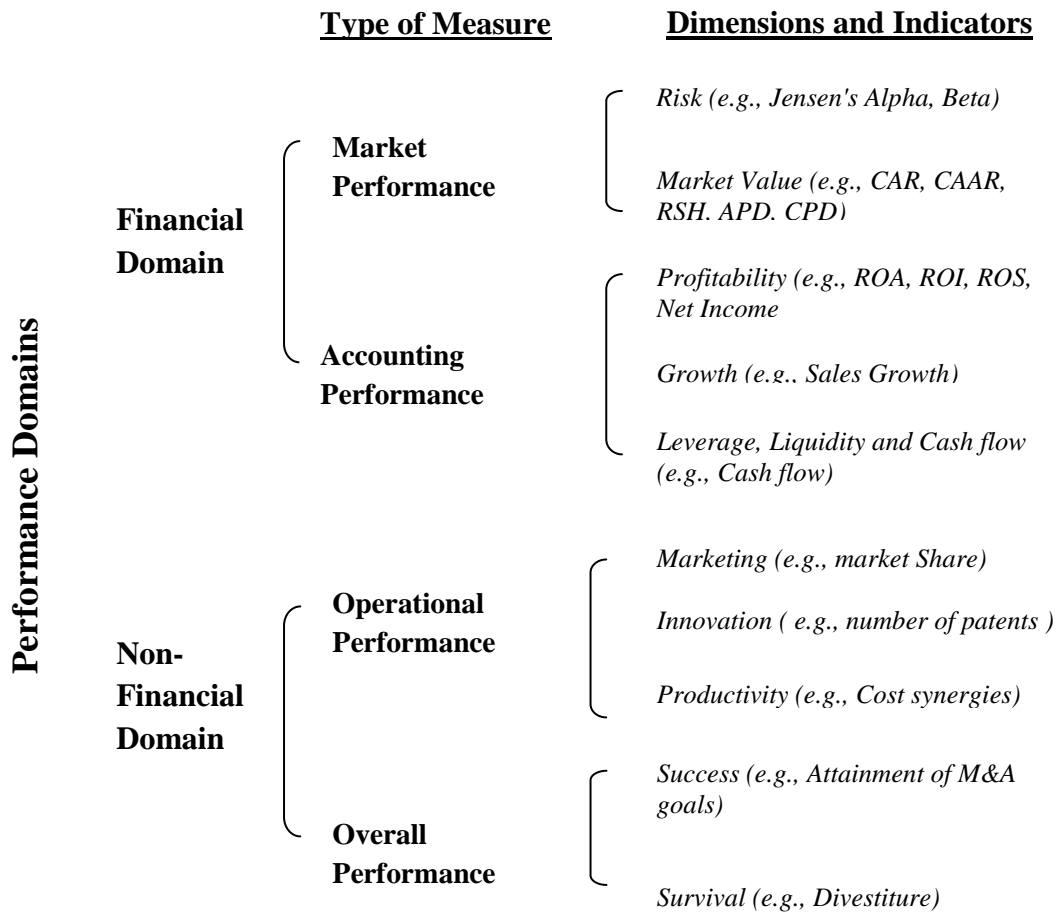 Type of Measure
Dimensions and Indicators
Performance Domains
Financial
Domain
Market
Performance
Risk (e.g., Jensen's Alpha, Beta)
Market Value (e.g., CAR, CAAR,
RSH, APD, CPD)
Accounting
Performance
Profitability (e.g., ROA, ROI, ROS,
Net Income
Growth (e.g., Sales Growth)
Leverage, Liquidity and Cash flow
(e.g., Cash flow)
Non-
Financial
Domain
Operational
Performance
Marketing (e.g., market Share)
Innovation ( e.g., number of patents )
Productivity (e.g., Cost synergies)
Overall
Performance
Success (e.g., Attainment of M&A
goals)
Survival (e.g., Divestiture)